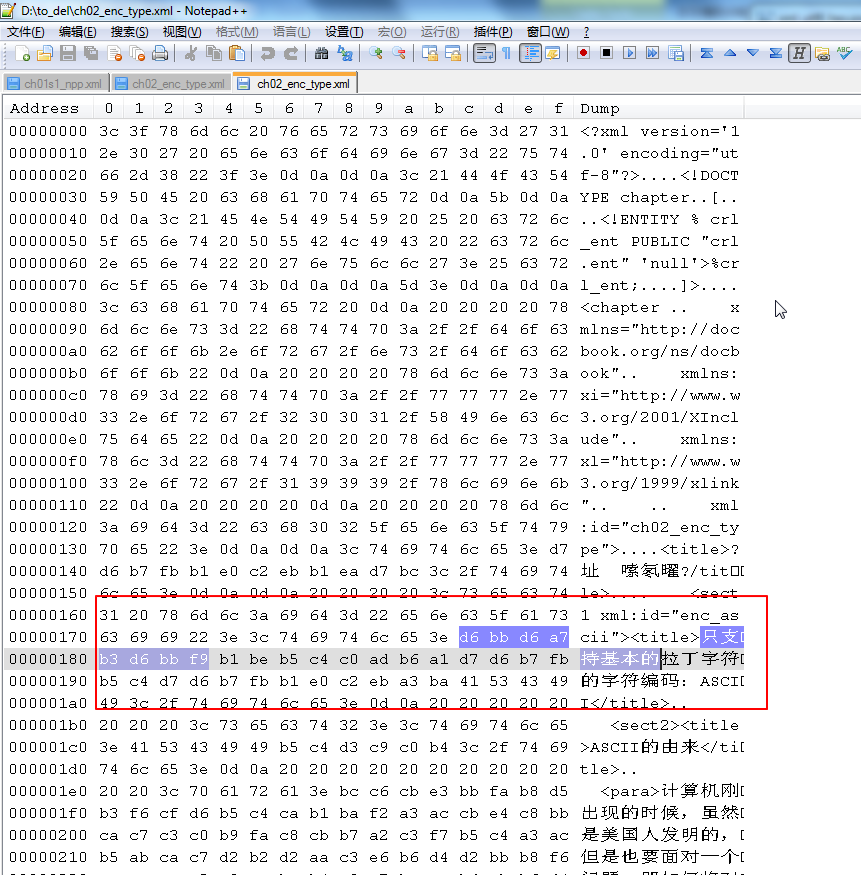 D:\to_del\ch02_enc_type.xml - Notepad++
文件(F) 编辑(E) 搜索(S) 视图(V) 格式(M) 语言(L) 设置(T) 宏(O) 运行(R) 插件(P) 窗口(W) ?
ch01s1_npp.xml ch02_enc_type.xml ch02_enc_type.xml
Address 0 1 2 3 4 5 6 7 8 9 a b c d e f Dump
00000000 3c 3f 78 6d 6c 20 76 65 72 73 69 6f 6e 3d 27 31 <?xml version='1
00000010 2e 30 27 20 65 6e 63 6f 64 69 6e 67 3d 22 75 74 .0' encoding="ut
00000020 66 2d 38 22 3f 3e 0d 0a 0d 0a 3c 21 44 4f 43 54 f-8"?>....<!DOCT
00000030 59 50 45 20 63 68 61 70 74 65 72 0d 0a 5b 0d 0a YPE chapter..[..
00000040 0d 0a 3c 21 45 4e 54 49 54 59 20 25 20 63 72 6c ..<!ENTITY % crl
00000050 5f 65 6e 74 20 50 55 42 4c 49 43 20 22 63 72 6c _ent PUBLIC "crl
00000060 2e 65 6e 74 22 20 27 6e 75 6c 6c 27 3e 25 63 72 .ent" 'null'>%cr
00000070 6c 5f 65 6e 74 3b 0d 0a 0d 0a 5d 3e 0d 0a 0d 0a l_ent;....]>....
00000080 3c 63 68 61 70 74 65 72 20 0d 0a 20 20 20 20 78 <chapter .. x
00000090 6d 6c 6e 73 3d 22 68 74 74 70 3a 2f 2f 64 6f 63 mlns="http://doc
000000a0 62 6f 6f 6b 2e 6f 72 67 2f 6e 73 2f 64 6f 63 62 book.org/ns/docb
000000b0 6f 6f 6b 22 0d 0a 20 20 20 20 78 6d 6c 6e 73 3a ook".. xmlns:
000000c0 78 69 3d 22 68 74 74 70 3a 2f 2f 77 77 77 2e 77 xi="http://www.w
000000d0 33 2e 6f 72 67 2f 32 30 30 31 2f 58 49 6e 63 6c 3.org/2001/XIncl
000000e0 75 64 65 22 0d 0a 20 20 20 20 78 6d 6c 6e 73 3a ude".. xmlns:
000000f0 78 6c 3d 22 68 74 74 70 3a 2f 2f 77 77 77 2e 77 xl="http://www.w
00000100 33 2e 6f 72 67 2f 31 39 39 39 2f 78 6c 69 6e 6b 3.org/1999/xlink
00000110 22 0d 0a 20 20 20 20 0d 0a 20 20 20 20 78 6d 6c ".. .. xml
00000120 3a 69 64 3d 22 63 68 30 32 5f 65 6e 63 5f 74 79 :id="ch02_enc_ty
00000130 70 65 22 3e 0d 0a 0d 0a 3c 74 69 74 6c 65 3e d7 pe">....<title>?
00000140 d6 b7 fb b1 e0 c2 eb b1 ea d7 bc 3c 2f 74 69 74 址 嗦氡曜?/tit
00000150 6c 65 3e 0d 0a 0d 0a 20 20 20 20 3c 73 65 63 74 le>.... <sect
00000160 31 20 78 6d 6c 3a 69 64 3d 22 65 6e 63 5f 61 73 1 xml:id="enc_as
00000170 63 69 69 22 3e 3c 74 69 74 6c 65 3e d6 bb d6 a7 cii"><title>只支
00000180 b3 d6 bb f9 b1 be b5 c4 c0 ad b6 a1 d7 d6 b7 fb 持基本的拉丁字符
00000190 b5 c4 d7 d6 b7 fb b1 e0 c2 eb a3 ba 41 53 43 49 的字符编码：ASCI
000001a0 49 3c 2f 74 69 74 6c 65 3e 0d 0a 20 20 20 20 20 I</title>..
000001b0 20 20 20 3c 73 65 63 74 32 3e 3c 74 69 74 6c 65 <sect2><title
000001c0 3e 41 53 43 49 49 b5 c4 d3 c9 c0 b4 3c 2f 74 69 >ASCII的由来</ti
000001d0 74 6c 65 3e 0d 0a 20 20 20 20 20 20 20 20 20 20 tle>..
000001e0 20 20 3c 70 61 72 61 3e bc c6 cb e3 bb fa b8 d5 <para>计算机刚
000001f0 b3 f6 cf d6 b5 c4 ca b1 ba f2 a3 ac cb e4 c8 bb 出现的时候，虽然
00000200 ca c7 c3 c0 b9 fa c8 cb b7 a2 c3 f7 b5 c4 a3 ac 是美国人发明的，
00000210 b5 ab ca c7 d2 b2 d2 aa c3 e6 b6 d4 d2 bb b8 f6 但是也要面对一个